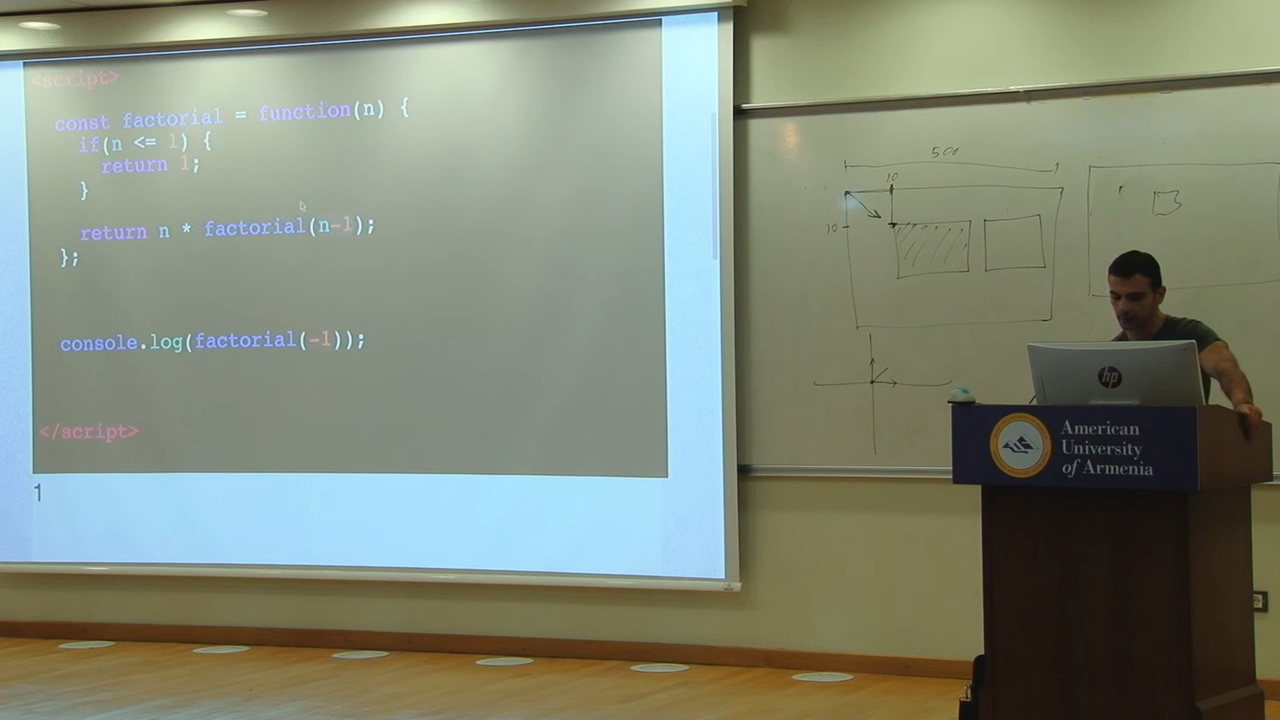 <script>
const factorial = function(n) {
if(n <= 1) {
return 1;
}
return n * factorial(n-1);
};
console.log(factorial(-1));
</script>
1
500
10
10
hp
American
University
of Armenia